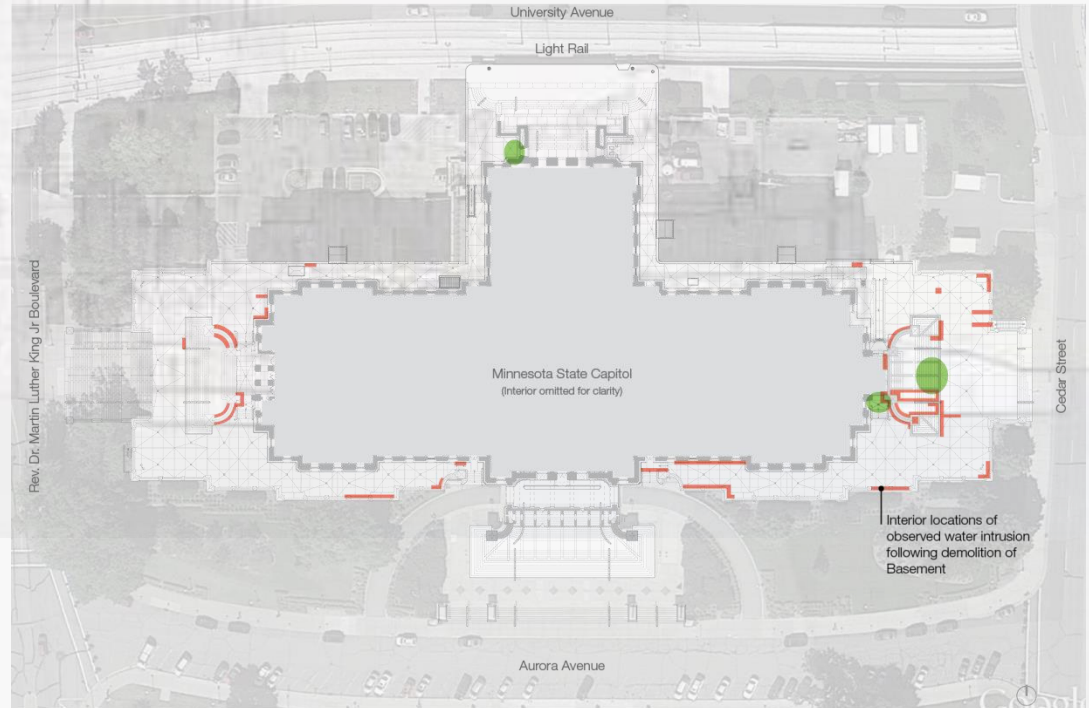 University Avenue
Light Rail
Rev. Dr. Martin Luther King Jr Boulevard
Minnesota State Capitol
(Interior omitted for clarity)
Cedar Street
Interior locations of
observed water intrusion
following demolition of
Basement
Aurora Avenue